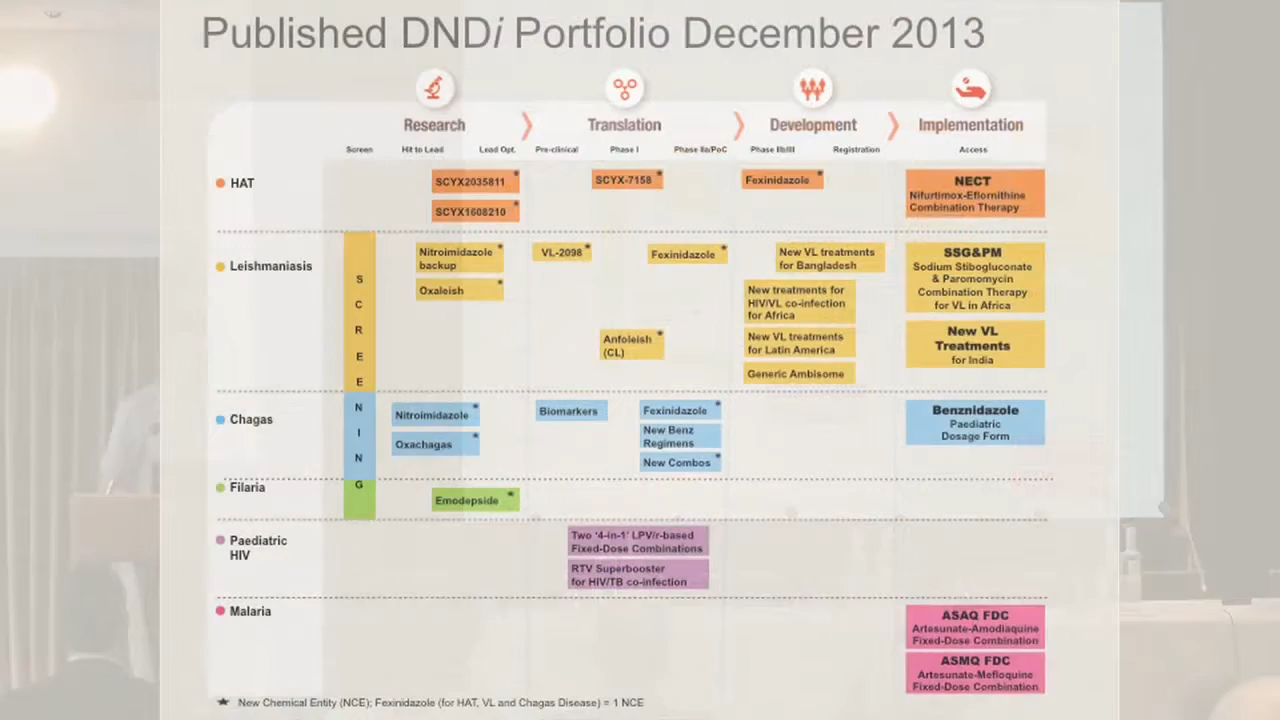 Published DNDi Portfolio December 2013
Research
Translation
Development
Implementation
Screen
Hit to Lead
Lead Opt.
Pre-clinical
Phase I
Phase IIa/PoC
Phase IIb/III
Registration
Access
HAT
SCYX2035811 *
SCYX1608210 *
SCYX-7158 *
Fexinidazole *
NECT
Nifurtimox-Eflornithine
Combination Therapy
SCREENING
Leishmaniasis
Nitroimidazole *
backup
Oxaleish *
VL-2098 *
Fexinidazole *
Anfoleish *
(CL)
New VL treatments
for Bangladesh
New treatments for
HIV/VL co-infection
for Africa
New VL treatments
for Latin America
Generic Ambisome
SSG&PM
Sodium Stibogluconate
& Paromomycin
Combination Therapy
for VL in Africa
New VL
Treatments
for India
Chagas
Nitroimidazole *
Oxachagas *
Biomarkers
Fexinidazole *
New Benz
Regimens
New Combos *
Benznidazole
Paediatric
Dosage Form
Filaria
Emodepside *
Paediatric
HIV
Two '4-in-1' LPV/r-based
Fixed-Dose Combinations
RTV Superbooster
for HIV/TB co-infection
Malaria
ASAQ FDC
Artesunate-Amodiaquine
Fixed-Dose Combination
ASMQ FDC
Artesunate-Mefloquine
Fixed-Dose Combination
★ New Chemical Entity (NCE); Fexinidazole (for HAT, VL and Chagas Disease) = 1 NCE